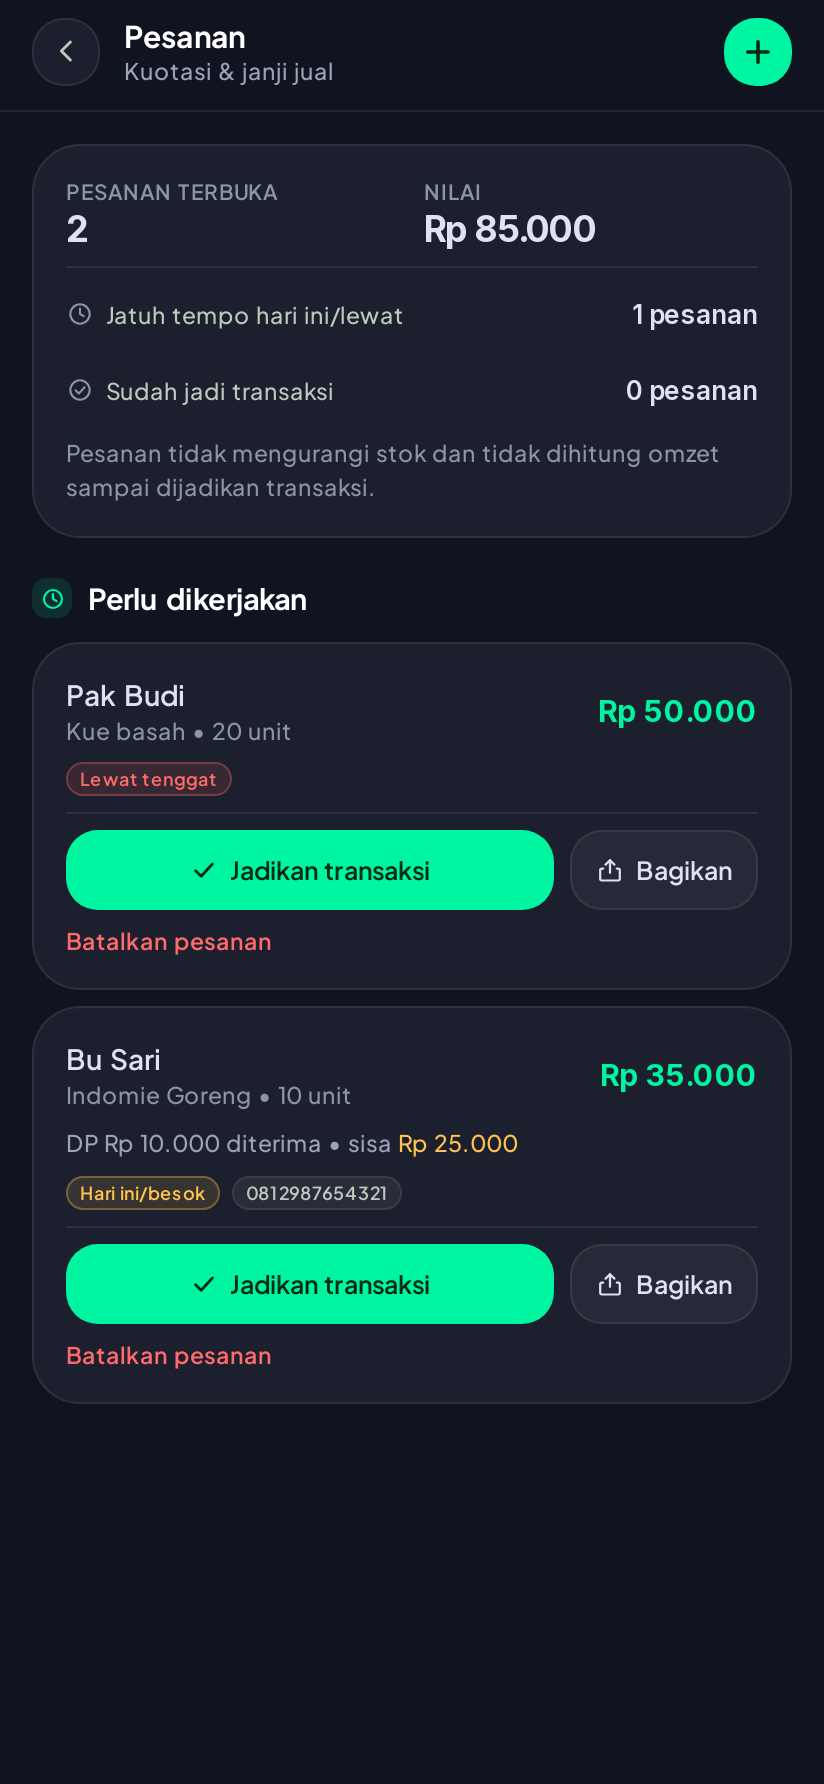 Pesanan
Kuotasi & janji jual
PESANAN TERBUKA
2
NILAI
Rp 85.000
Jatuh tempo hari ini/lewat
1 pesanan
Sudah jadi transaksi
0 pesanan
Pesanan tidak mengurangi stok dan tidak dihitung omzet
sampai dijadikan transaksi.
Perlu dikerjakan
Pak Budi
Rp 50.000
Kue basah • 20 unit
Lewat tenggat
Jadikan transaksi
Bagikan
Batalkan pesanan
Bu Sari
Rp 35.000
Indomie Goreng • 10 unit
DP Rp 10.000 diterima • sisa Rp 25.000
Hari ini/besok
0812987654321
Jadikan transaksi
Bagikan
Batalkan pesanan